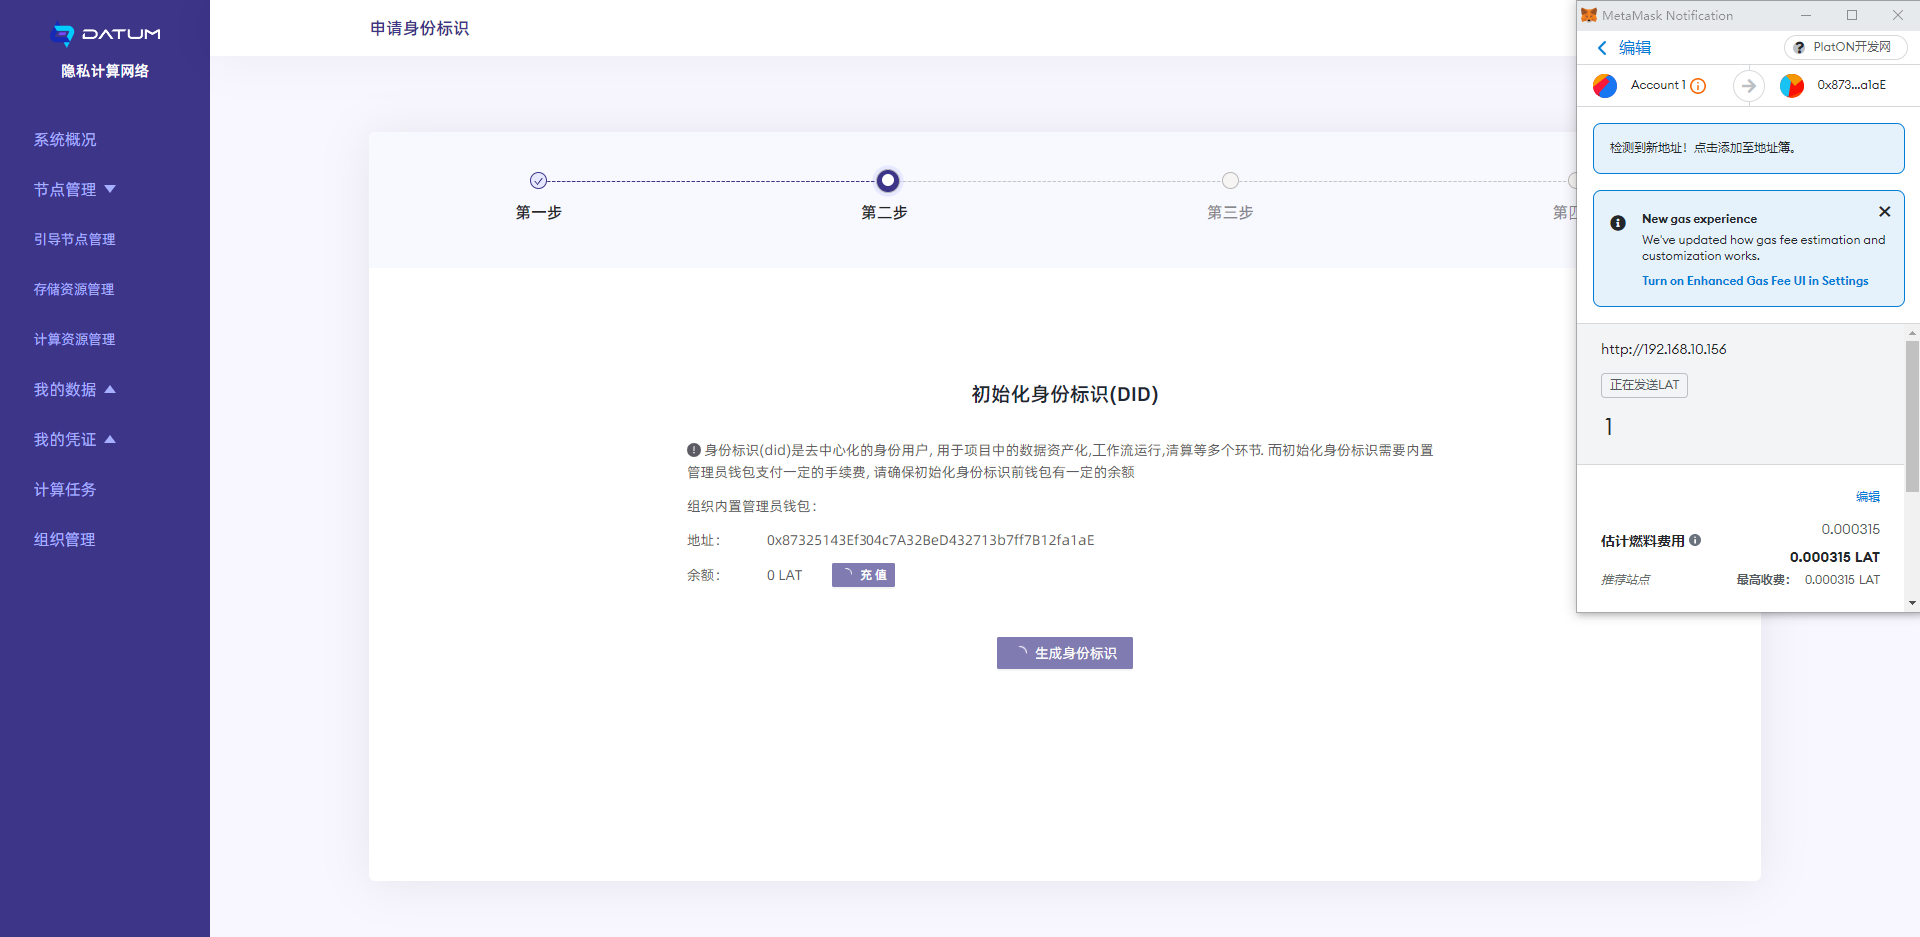 DATUM
隐私计算网络
系统概况
节点管理
引导节点管理
存储资源管理
计算资源管理
我的数据
我的凭证
计算任务
组织管理
申请身份标识
第一步
第二步
第三步
初始化身份标识(DID)
身份标识(did)是去中心化的身份用户, 用于项目中的数据资产化,工作流运行,清算等多个环节. 而初始化身份标识需要内置
管理员钱包支付一定的手续费, 请确保初始化身份标识前钱包有一定的余额
组织内置管理员钱包：
地址： 0x87325143Ef304c7A32BeD432713b7ff7B12fa1aE
余额： 0 LAT 充 值
生成身份标识
MetaMask Notification
编辑 PlatON开发网
Account 1 0x873...a1aE
检测到新地址！点击添加至地址簿。
New gas experience
We've updated how gas fee estimation and
customization works.
Turn on Enhanced Gas Fee UI in Settings
http://192.168.10.156
正在发送LAT
1
编辑
0.000315
估计燃料费用 0.000315 LAT
推荐站点 最高收费： 0.000315 LAT